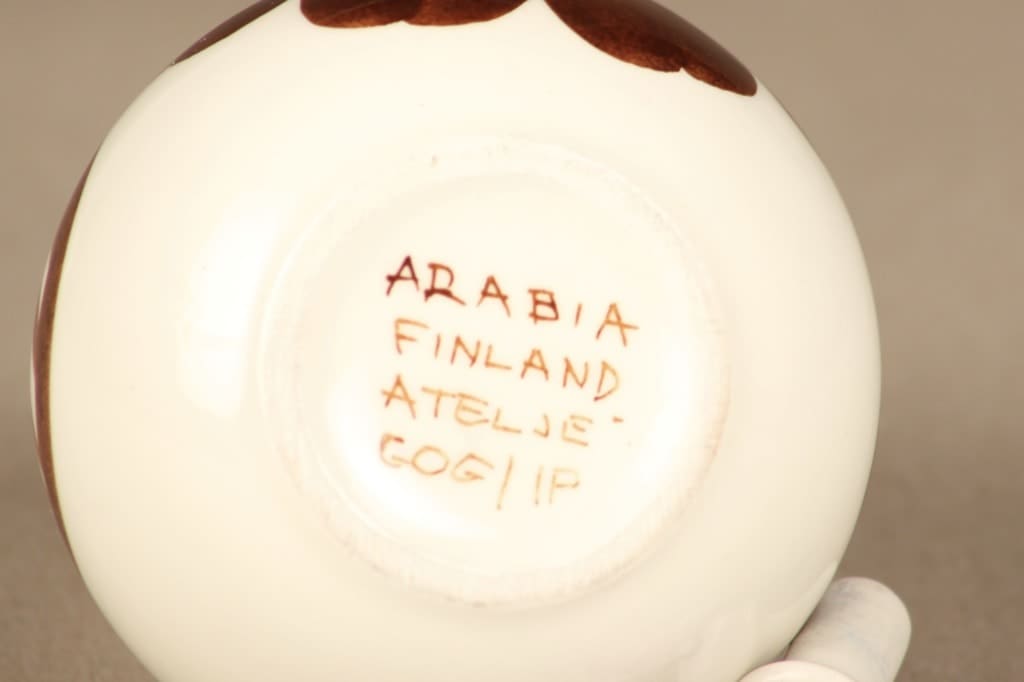 ARABIA
FINLAND
ATELJE-
GOG/IP